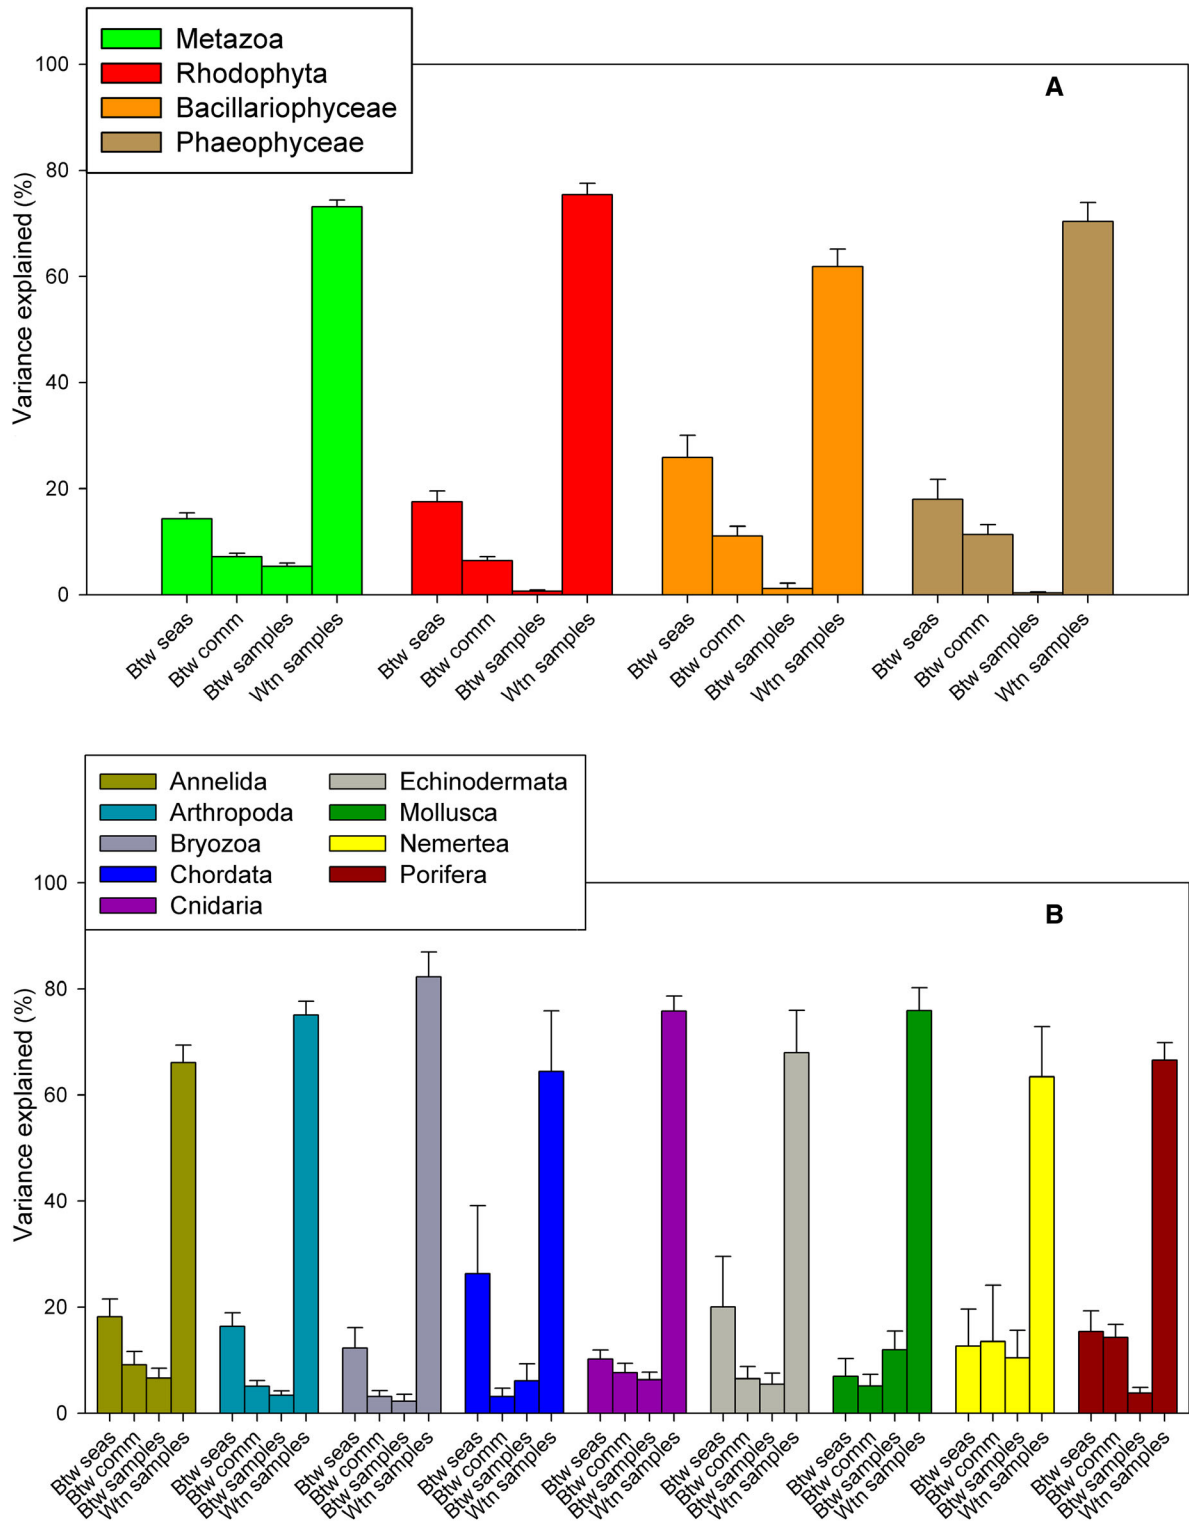 Metazoa
Rhodophyta
Bacillariophyceae
Phaeophyceae
A
Variance explained (%)
100
80
60
40
20
0
Btw seas
Btw comm
Btw samples
Wtn samples
Btw seas
Btw comm
Btw samples
Wtn samples
Btw seas
Btw comm
Btw samples
Wtn samples
Btw seas
Btw comm
Btw samples
Wtn samples
Annelida
Arthropoda
Bryozoa
Chordata
Cnidaria
Echinodermata
Mollusca
Nemertea
Porifera
B
Variance explained (%)
100
80
60
40
20
0
Btw seas
Btw comm
Btw samples
Wtn samples
Btw seas
Btw comm
Btw samples
Wtn samples
Btw seas
Btw comm
Btw samples
Wtn samples
Btw seas
Btw comm
Btw samples
Wtn samples
Btw seas
Btw comm
Btw samples
Wtn samples
Btw seas
Btw comm
Btw samples
Wtn samples
Btw seas
Btw comm
Btw samples
Wtn samples
Btw seas
Btw comm
Btw samples
Wtn samples
Btw seas
Btw comm
Btw samples
Wtn samples